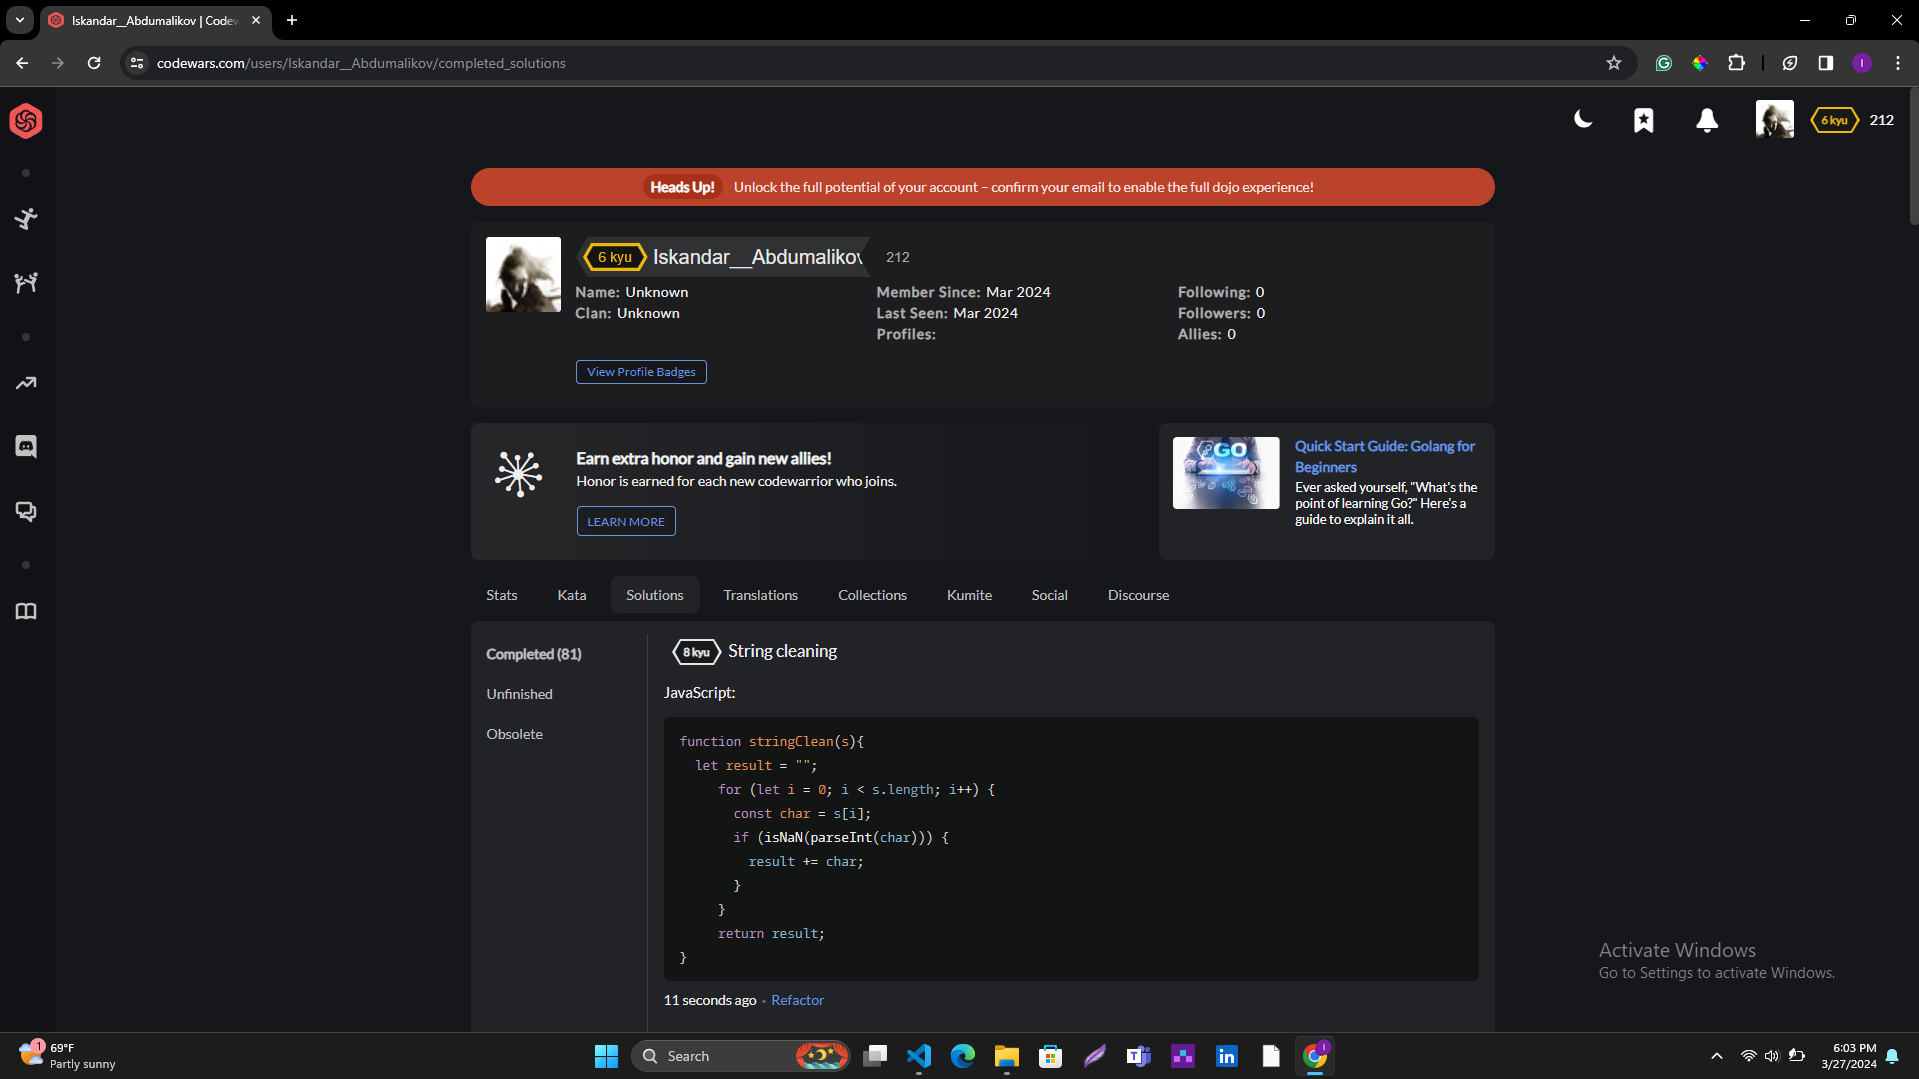 Iskandar__Abdumalikov | Codew
codewars.com/users/Iskandar__Abdumalikov/completed_solutions
I
6 kyu
212
Heads Up! Unlock the full potential of your account – confirm your email to enable the full dojo experience!
6 kyu Iskandar__Abdumalikov 212
Name: Unknown
Clan: Unknown
Member Since: Mar 2024
Last Seen: Mar 2024
Profiles:
Following: 0
Followers: 0
Allies: 0
View Profile Badges
Earn extra honor and gain new allies!
Honor is earned for each new codewarrior who joins.
LEARN MORE
GO
Quick Start Guide: Golang for
Beginners
Ever asked yourself, "What's the
point of learning Go?" Here's a
guide to explain it all.
Stats Kata Solutions Translations Collections Kumite Social Discourse
Completed (81)
Unfinished
Obsolete
8 kyu String cleaning
JavaScript:
function stringClean(s){
let result = "";
for (let i = 0; i < s.length; i++) {
const char = s[i];
if (isNaN(parseInt(char))) {
result += char;
}
}
return result;
}
11 seconds ago • Refactor
Activate Windows
Go to Settings to activate Windows.
1
69°F
Partly sunny
Search
T
in
I
6:03 PM
3/27/2024